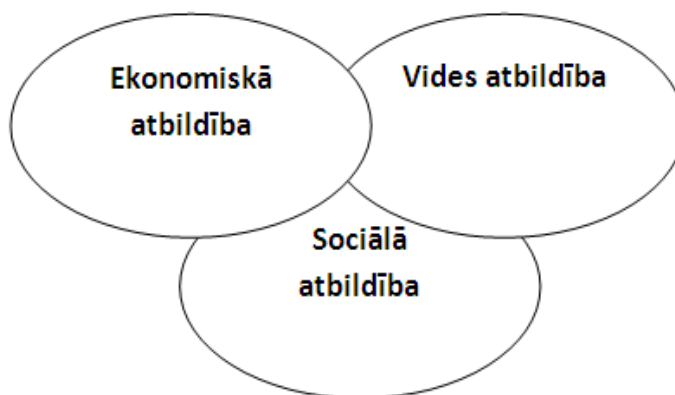 Ekonomiskā
atbildība
Vides atbildība
Sociālā
atbildība